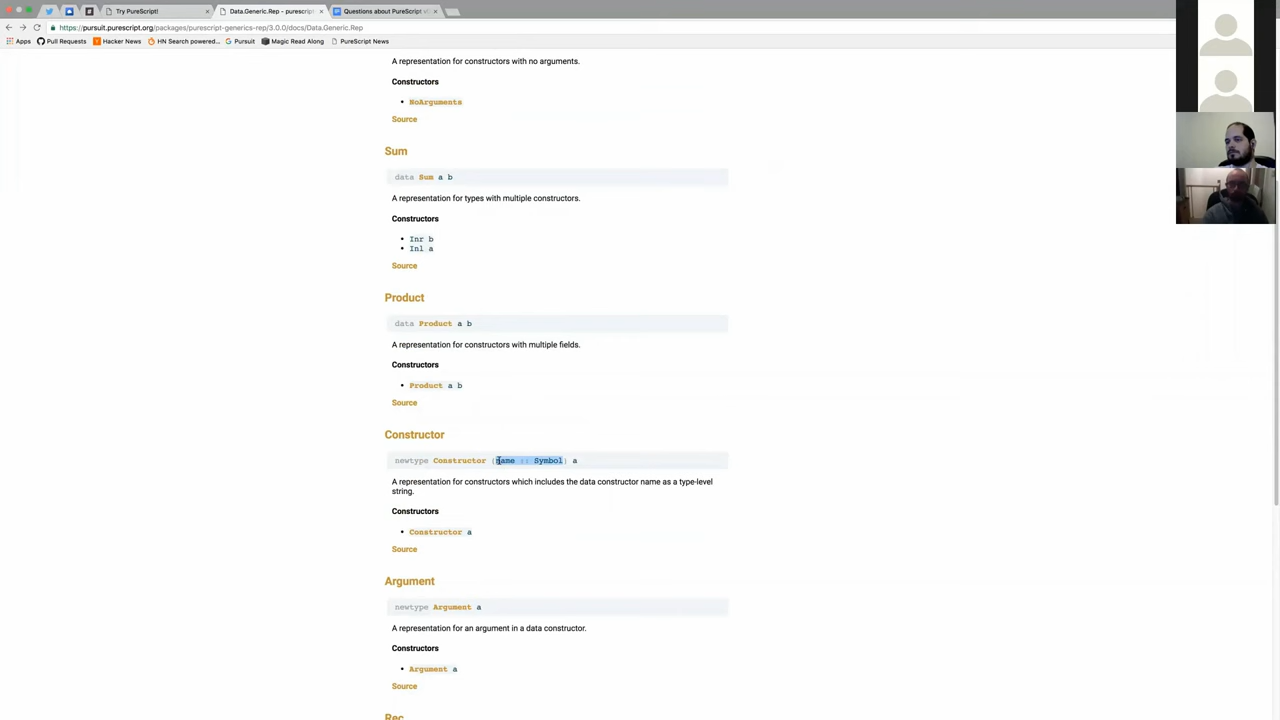 Try PureScript!
Data.Generic.Rep - purescript
Questions about PureScript v0
https://pursuit.purescript.org/packages/purescript-generics-rep/3.0.0/docs/Data.Generic.Rep
Apps Pull Requests Hacker News HN Search powered... Pursuit Magic Read Along PureScript News
A representation for constructors with no arguments.
Constructors
NoArguments
Source
Sum
data Sum a b
A representation for types with multiple constructors.
Constructors
Inr b
Inl a
Source
Product
data Product a b
A representation for constructors with multiple fields.
Constructors
Product a b
Source
Constructor
newtype Constructor (name :: Symbol) a
A representation for constructors which includes the data constructor name as a type-level
string.
Constructors
Constructor a
Source
Argument
newtype Argument a
A representation for an argument in a data constructor.
Constructors
Argument a
Source
Rec